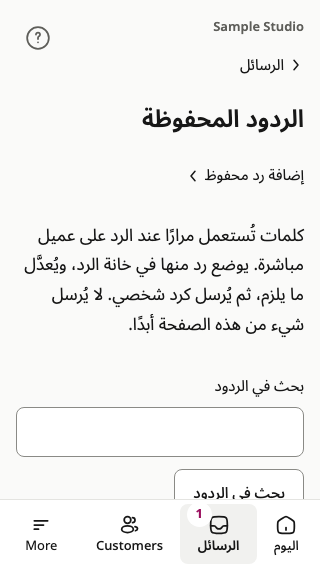 Sample Studio
الرسائل
الردود المحفوظة
إضافة رد محفوظ
كلمات تُستعمل مرارًا عند الرد على عميل
مباشرة. يوضع رد منها في خانة الرد، ويُعدَّل
ما يلزم، ثم يُرسل كرد شخصي. لا يُرسل
شيء من هذه الصفحة أبدًا.
بحث في الردود
بحث في الردود
اليوم
1
الرسائل
Customers
More